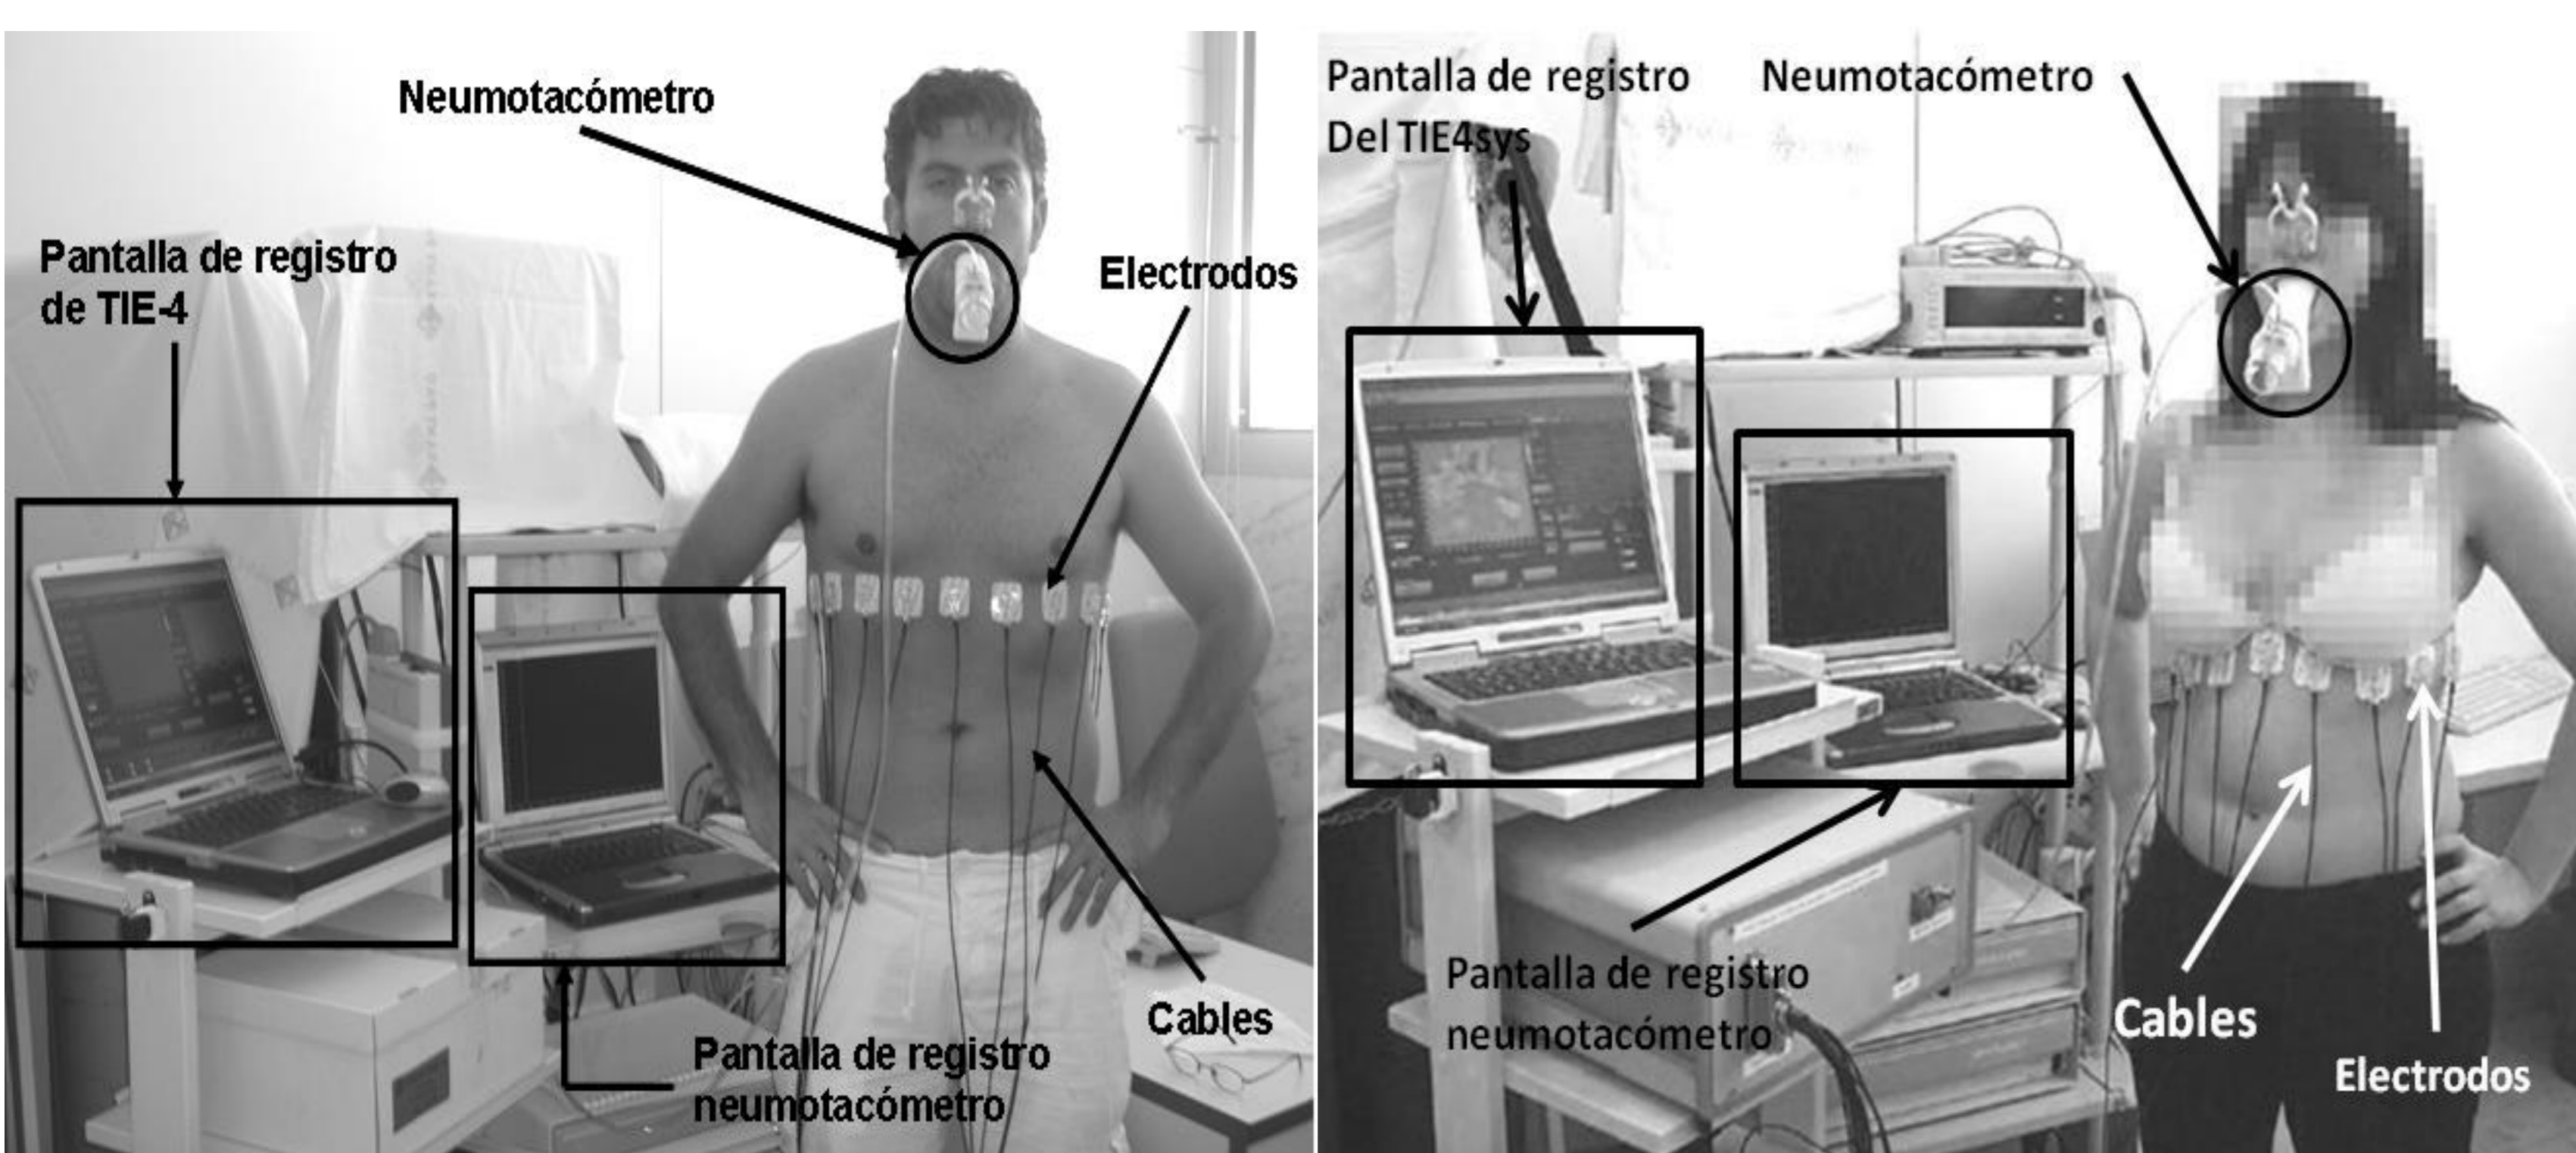 Neumotacómetro
Pantalla de registro
de TIE-4
Electrodos
Cables
Pantalla de registro
neumotacómetro
Pantalla de registro
Del TIE4sys
Neumotacómetro
Pantalla de registro
neumotacómetro
Cables
Electrodos